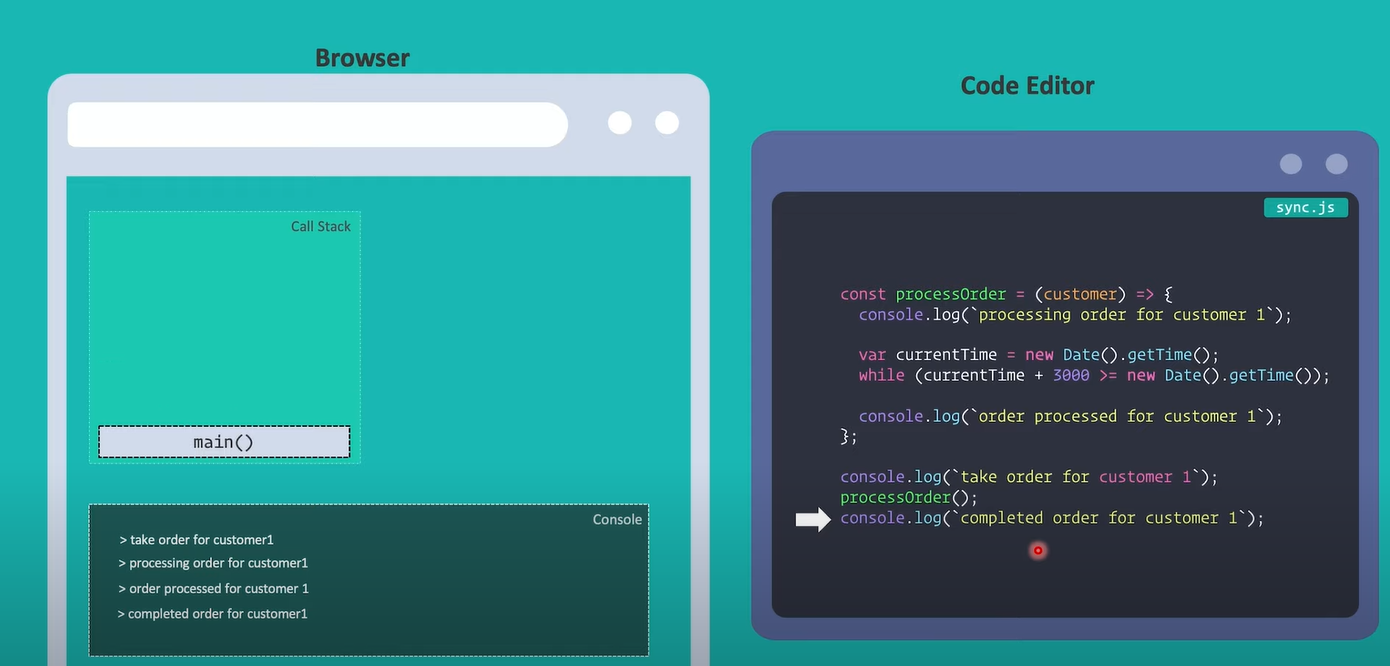 Browser
Call Stack
main()
Console
> take order for customer1
> processing order for customer1
> order processed for customer 1
> completed order for customer1
Code Editor
sync.js
const processOrder = (customer) => {
  console.log(`processing order for customer 1`);
  var currentTime = new Date().getTime();
  while (currentTime + 3000 >= new Date().getTime());
  console.log(`order processed for customer 1`);
};
console.log(`take order for customer 1`);
processOrder();
console.log(`completed order for customer 1`);